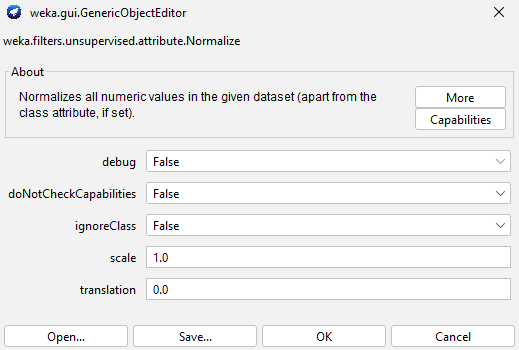 weka.gui.GenericObjectEditor
weka.filters.unsupervised.attribute.Normalize
About
Normalizes all numeric values in the given dataset (apart from the
class attribute, if set).
More
Capabilities
debug False
doNotCheckCapabilities False
ignoreClass False
scale 1.0
translation 0.0
Open... Save... OK Cancel